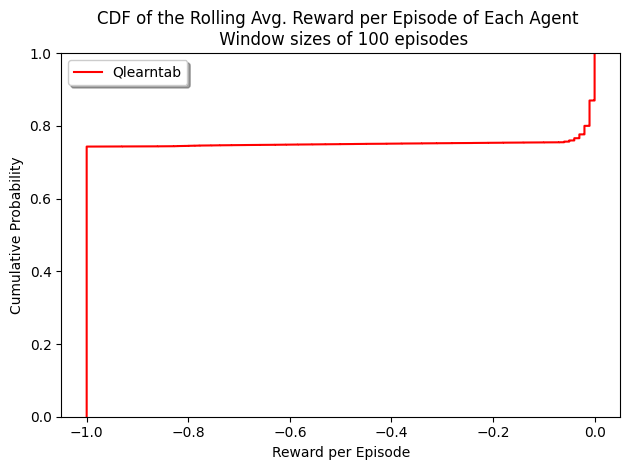 CDF of the Rolling Avg. Reward per Episode of Each Agent
Window sizes of 100 episodes
Qlearntab
1.0
0.8
0.6
0.4
0.2
0.0
Cumulative Probability
−1.0 −0.8 −0.6 −0.4 −0.2 0.0
Reward per Episode